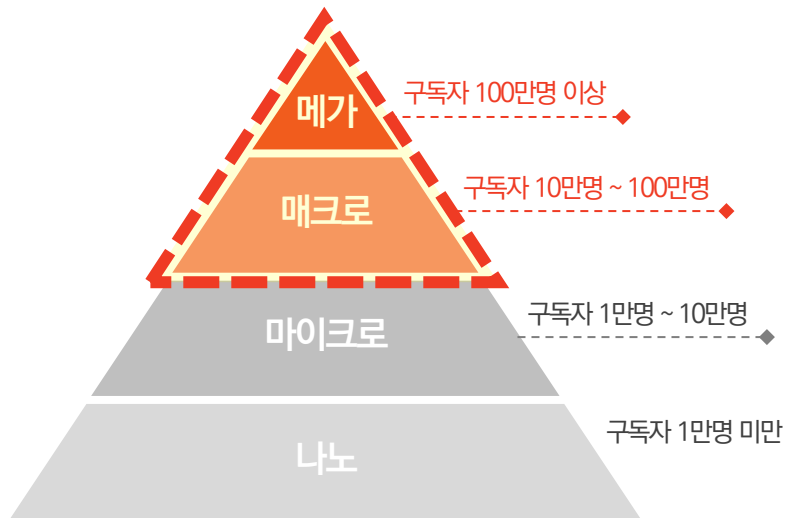 메가
구독자 100만명 이상
매크로
구독자 10만명 ~ 100만명
마이크로
구독자 1만명 ~ 10만명
나노
구독자 1만명 미만